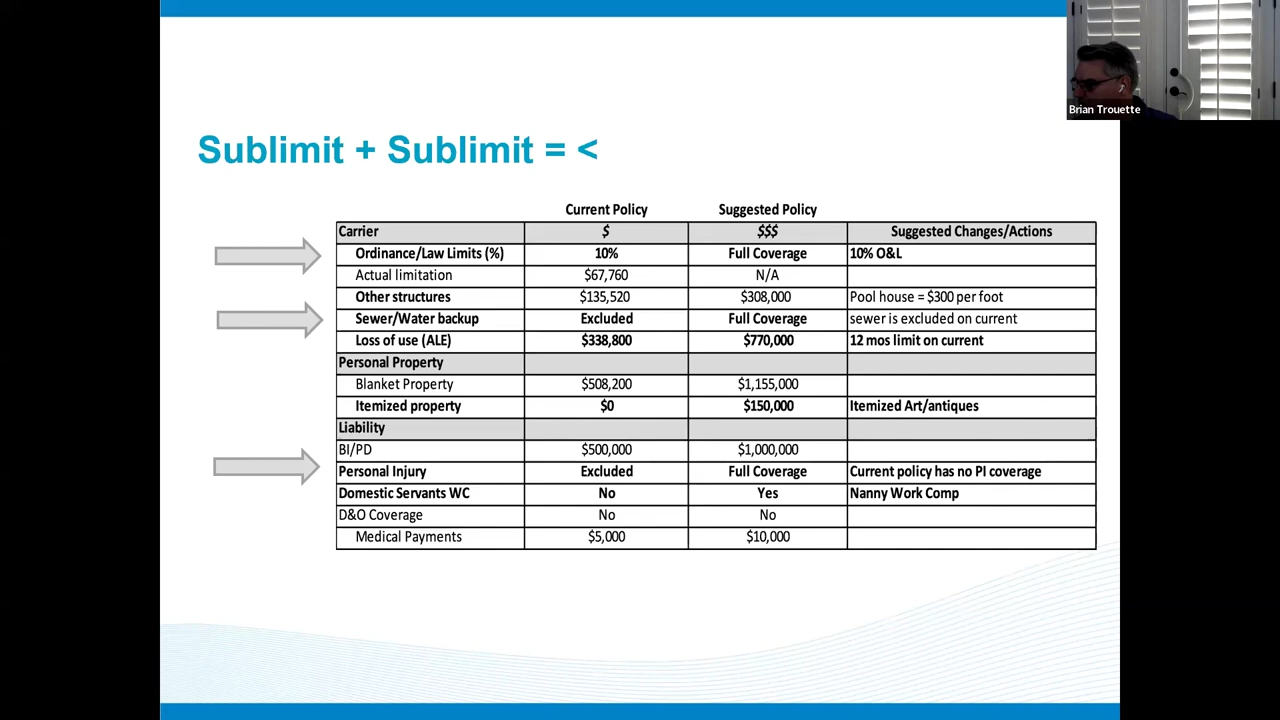 Brian Trouette
Sublimit + Sublimit = <
Current Policy Suggested Policy
Carrier $ $$$ Suggested Changes/Actions
Ordinance/Law Limits (%) 10% Full Coverage 10% O&L
Actual limitation $67,760 N/A
Other structures $135,520 $308,000 Pool house = $300 per foot
Sewer/Water backup Excluded Full Coverage sewer is excluded on current
Loss of use (ALE) $338,800 $770,000 12 mos limit on current
Personal Property
Blanket Property $508,200 $1,155,000
Itemized property $0 $150,000 Itemized Art/antiques
Liability
BI/PD $500,000 $1,000,000
Personal Injury Excluded Full Coverage Current policy has no PI coverage
Domestic Servants WC No Yes Nanny Work Comp
D&O Coverage No No
Medical Payments $5,000 $10,000